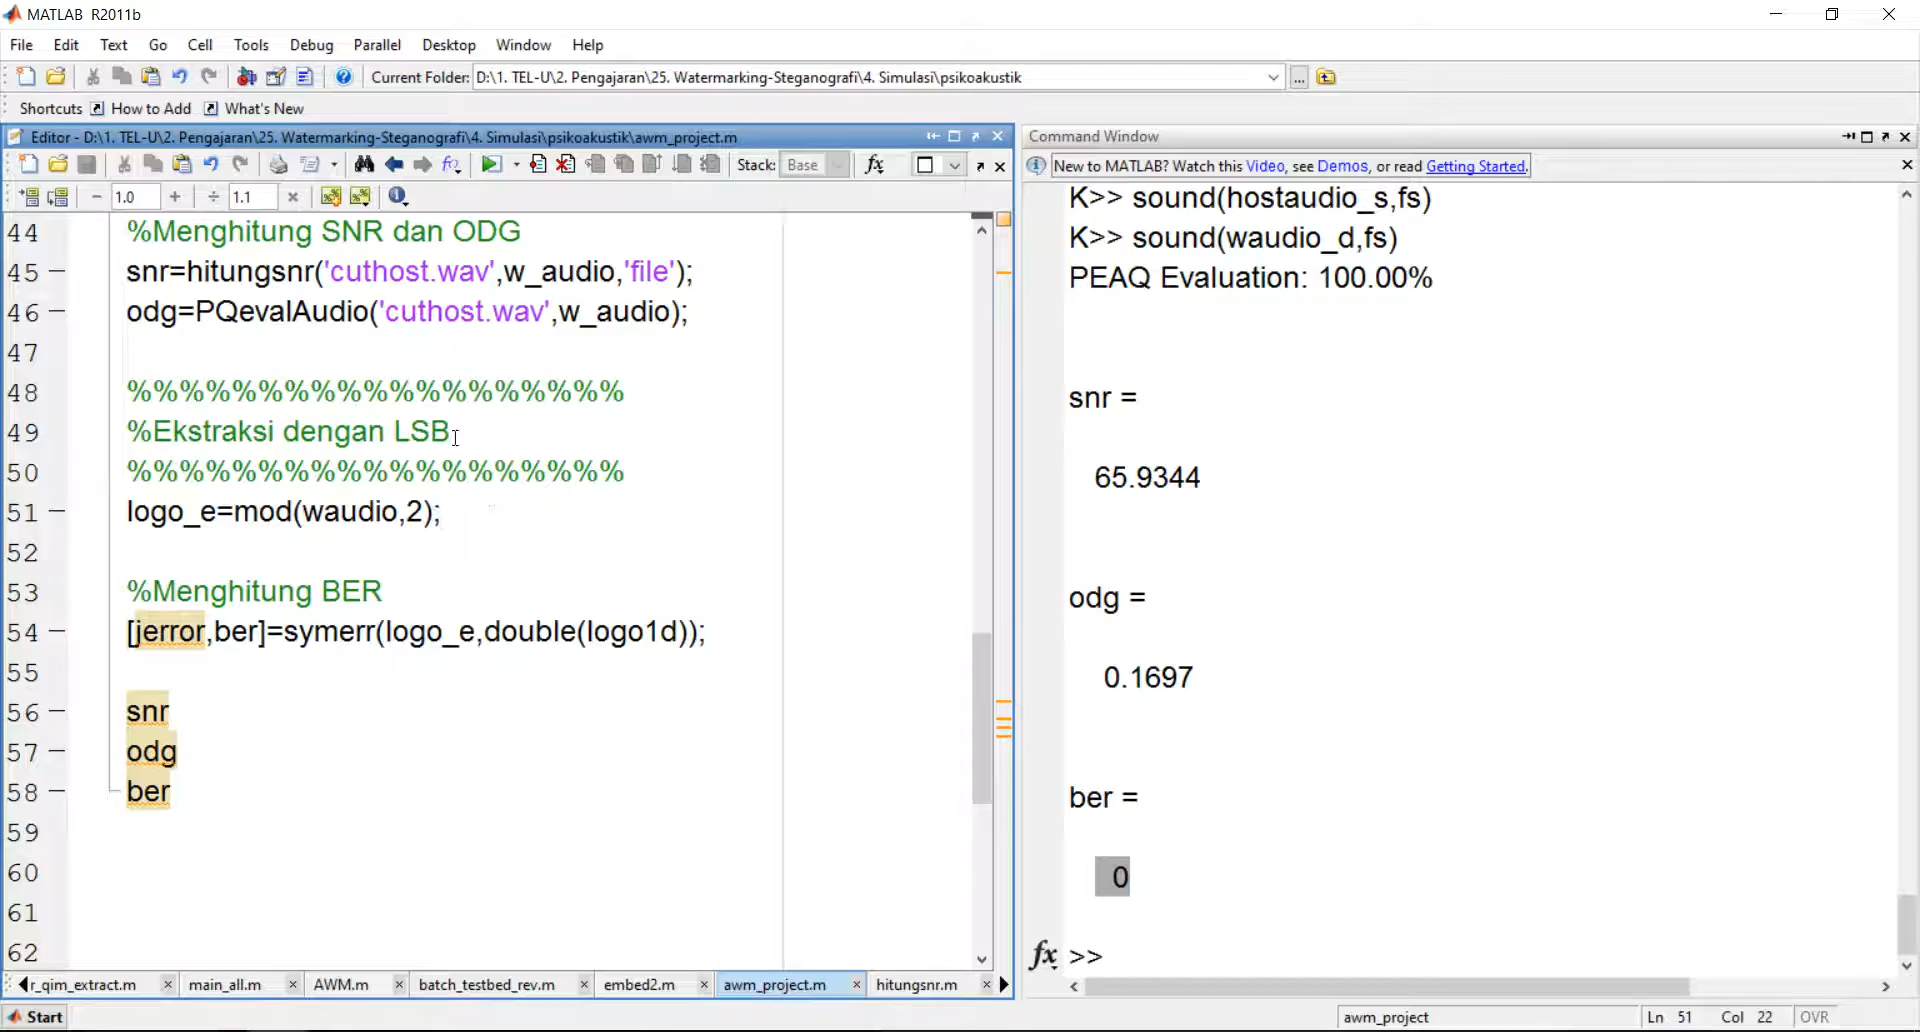 MATLAB R2011b
File Edit Text Go Cell Tools Debug Parallel Desktop Window Help
Current Folder: D:\1. TEL-U\2. Pengajaran\25. Watermarking-Steganografi\4. Simulasi\psikoakustik ...
Shortcuts How to Add What's New
Editor - D:\1. TEL-U\2. Pengajaran\25. Watermarking-Steganografi\4. Simulasi\psikoakustik\awm_project.m
Stack: Base fx
− 1.0 + ÷ 1.1 ×
44 %Menghitung SNR dan ODG
45 — snr=hitungsnr('cuthost.wav',w_audio,'file');
46 — odg=PQevalAudio('cuthost.wav',w_audio);
47
48 %%%%%%%%%%%%%%%%%%%
49 %Ekstraksi dengan LSB
50 %%%%%%%%%%%%%%%%%%%
51 — logo_e=mod(waudio,2);
52
53 %Menghitung BER
54 — [jerror,ber]=symerr(logo_e,double(logo1d));
55
56 — snr
57 — odg
58 — ber
59
60
61
62
r_qim_extract.m × main_all.m × AWM.m × batch_testbed_rev.m × embed2.m × awm_project.m × hitungsnr.m ×
Command Window
New to MATLAB? Watch this Video, see Demos, or read Getting Started.
K>> sound(hostaudio_s,fs)
K>> sound(waudio_d,fs)
PEAQ Evaluation: 100.00%
snr =
65.9344
odg =
0.1697
ber =
0
fx >>
Start
awm_project Ln 51 Col 22 OVR